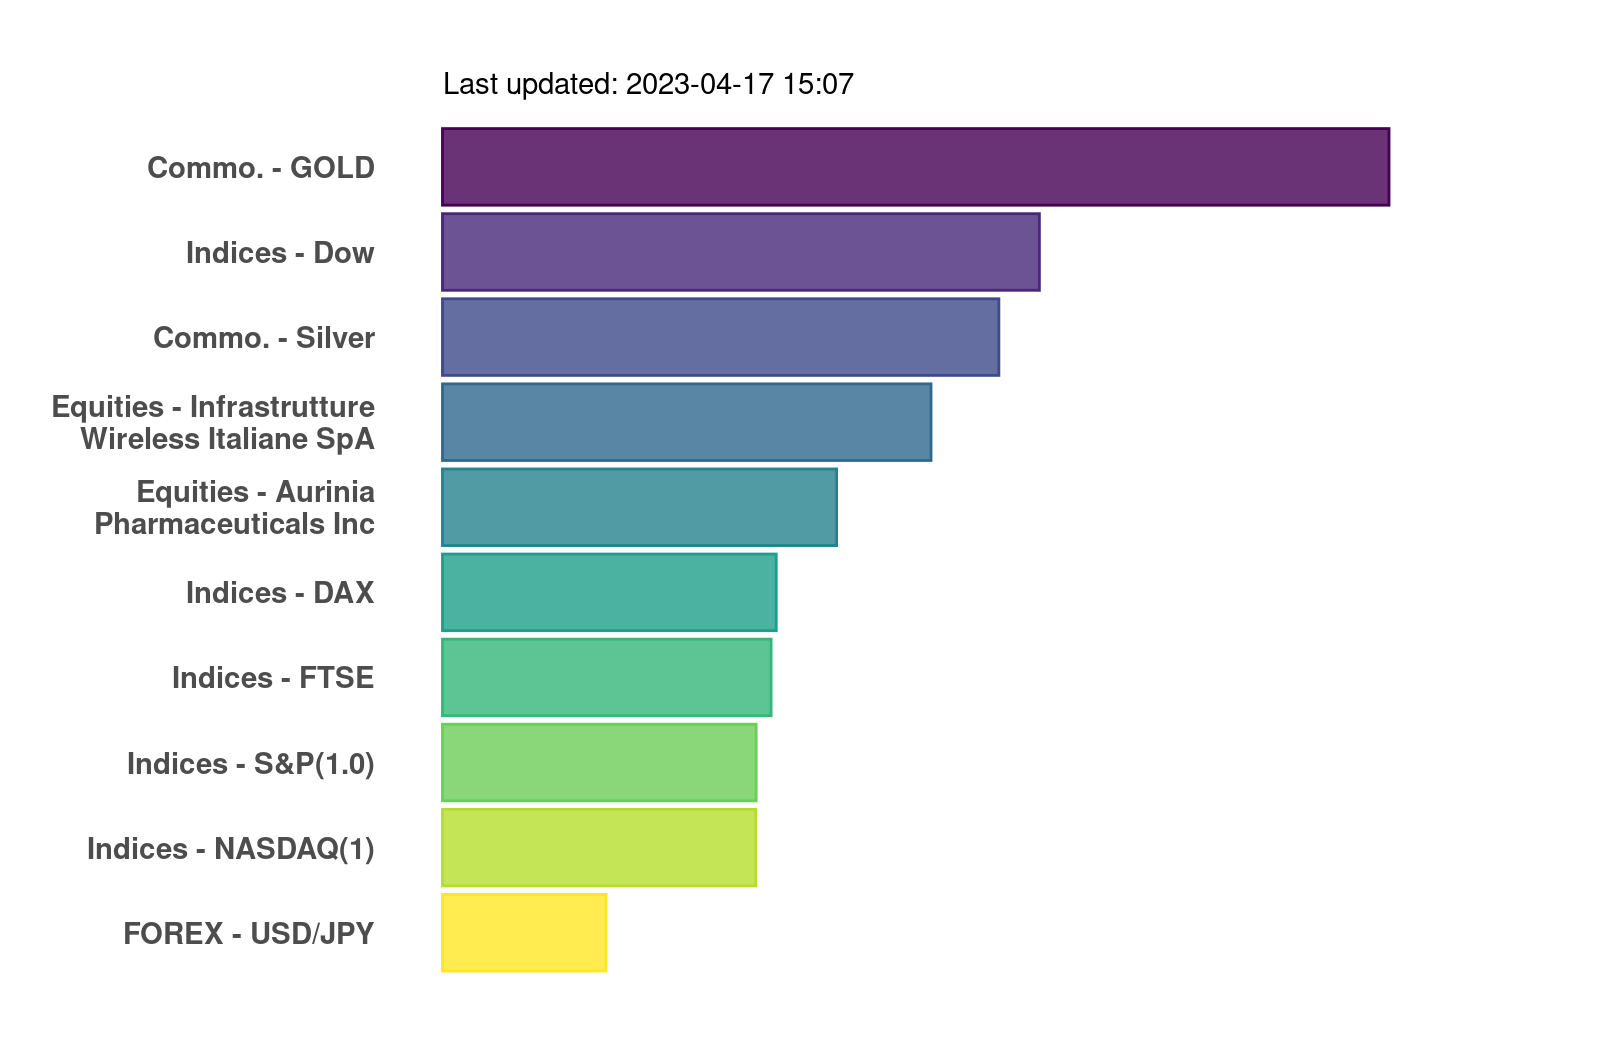 Last updated: 2023-04-17 15:07
Commo. - GOLD
Indices - Dow
Commo. - Silver
Equities - Infrastrutture
Wireless Italiane SpA
Equities - Aurinia
Pharmaceuticals Inc
Indices - DAX
Indices - FTSE
Indices - S&P(1.0)
Indices - NASDAQ(1)
FOREX - USD/JPY